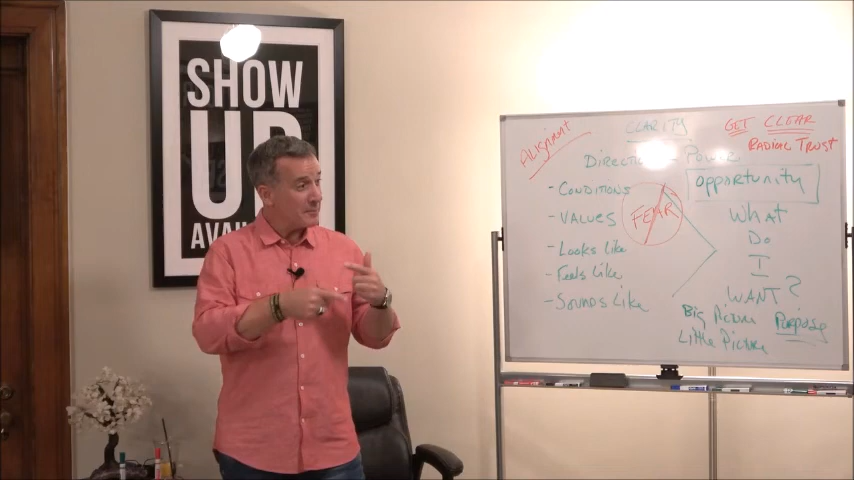 SHOW
UP
AVAI
Alignment
CLARITY
GET CLEAR
RADICAL TRUST
DIRECTION - POWER
- CONDITIONS
- VALUES
- Looks Like
- Feels Like
- Sounds Like
FEAR
opportunity
What
Do
I
WANT?
Big Picture Purpose
Little Picture